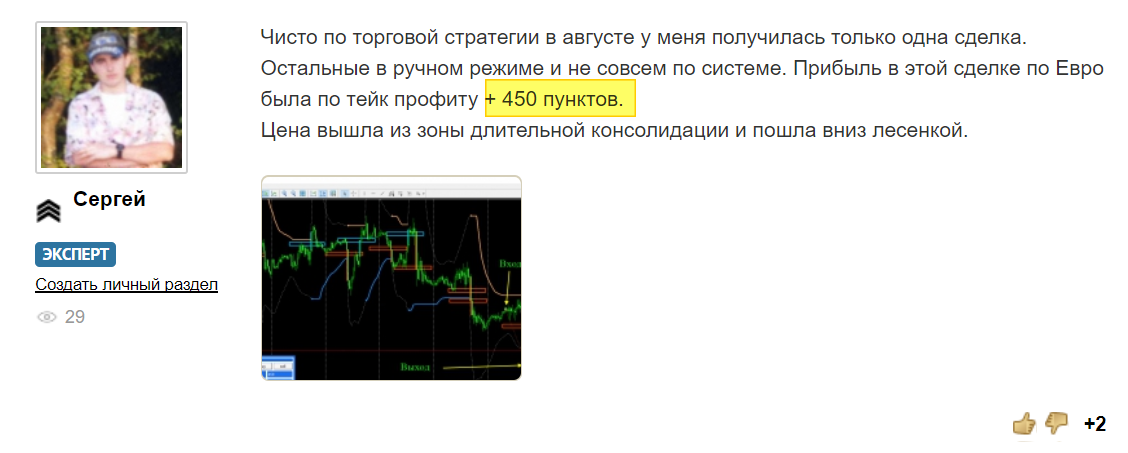 Чисто по торговой стратегии в августе у меня получилась только одна сделка.
Остальные в ручном режиме и не совсем по системе. Прибыль в этой сделке по Евро
была по тейк профиту + 450 пунктов.
Цена вышла из зоны длительной консолидации и пошла вниз лесенкой.
Сергей
ЭКСПЕРТ
Создать личный раздел
29
Вход
Выход
+2